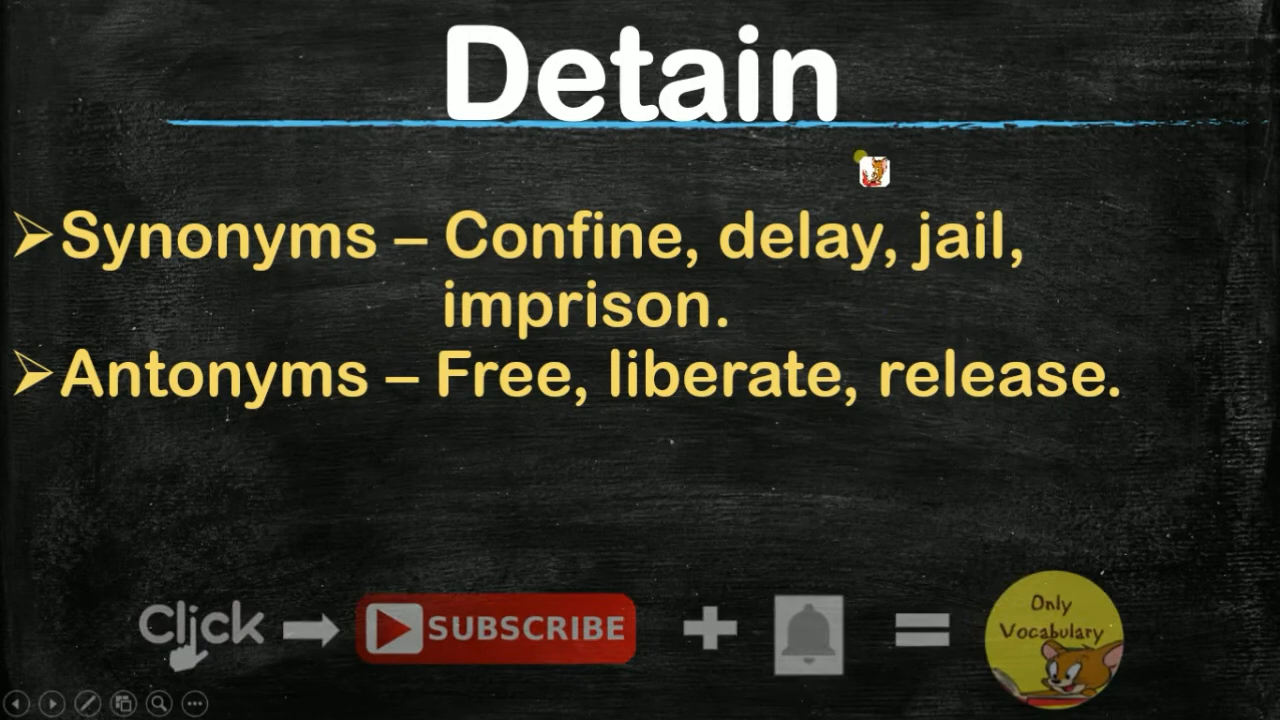 Detain
➢Synonyms – Confine, delay, jail,
imprison.
➢Antonyms – Free, liberate, release.
Click
SUBSCRIBE
Only
Vocabulary